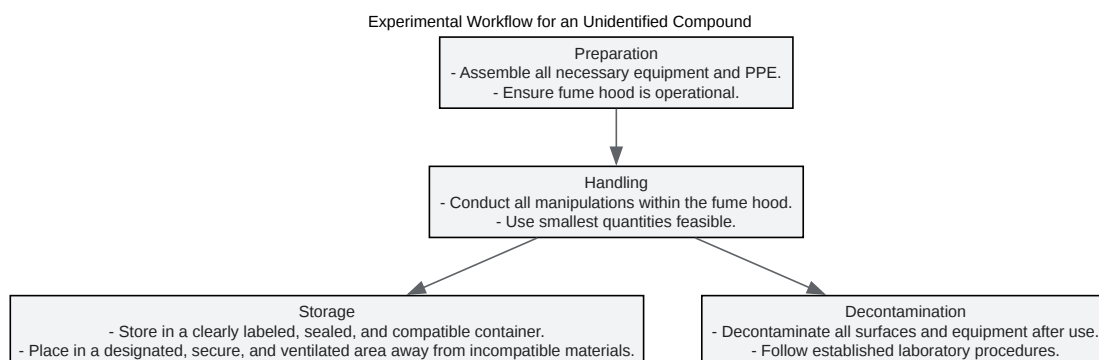 Experimental Workflow for an Unidentified Compound
Preparation
- Assemble all necessary equipment and PPE.
- Ensure fume hood is operational.
Handling
- Conduct all manipulations within the fume hood.
- Use smallest quantities feasible.
Storage
- Store in a clearly labeled, sealed, and compatible container.
- Place in a designated, secure, and ventilated area away from incompatible materials.
Decontamination
- Decontaminate all surfaces and equipment after use.
- Follow established laboratory procedures.